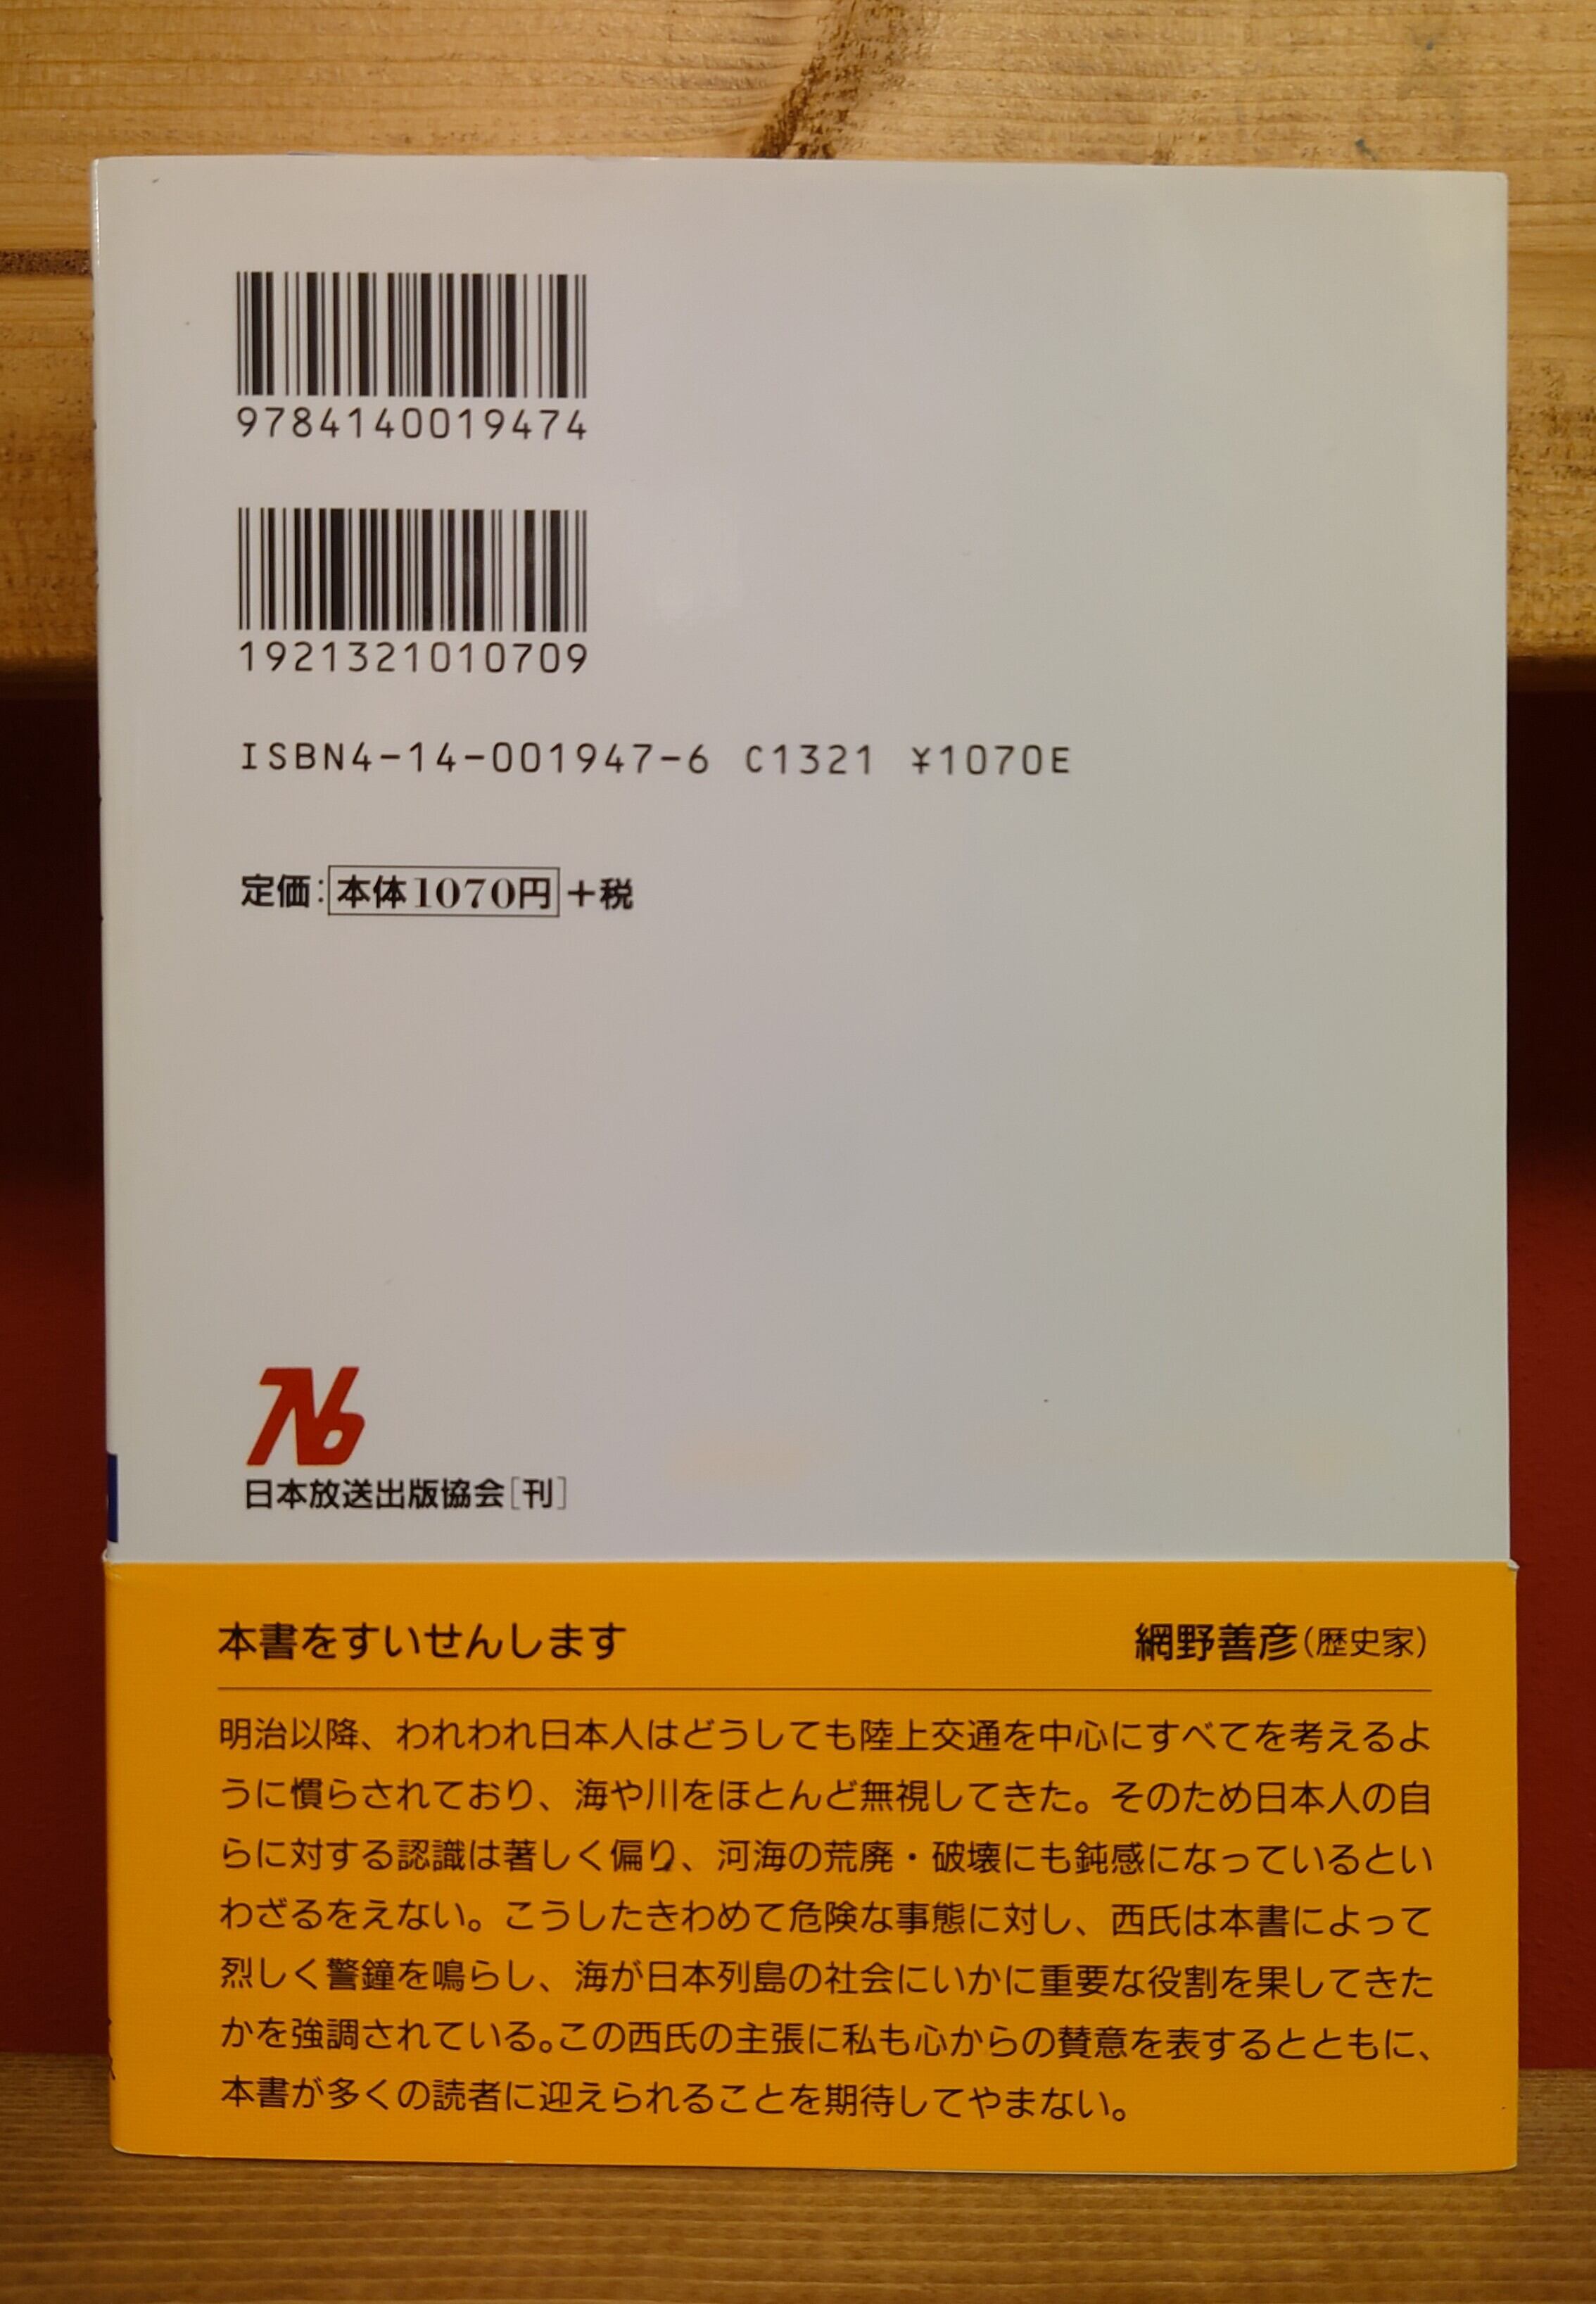 9784140019474
1921321010709
ISBN4-14-001947-6 C1321 ¥1070E
定価:本体1070円+税
日本放送出版協会[刊]
本書をすいせんします 網野善彦(歴史家)
明治以降、われわれ日本人はどうしても陸上交通を中心にすべてを考えるよ
うに慣らされており、海や川をほとんど無視してきた。そのため日本人の自
らに対する認識は著しく偏り、河海の荒廃・破壊にも鈍感になっているとい
わざるをえない。こうしたきわめて危険な事態に対し、西氏は本書によって
烈しく警鐘を鳴らし、海が日本列島の社会にいかに重要な役割を果してきた
かを強調されている。この西氏の主張に私も心からの賛意を表するとともに、
本書が多くの読者に迎えられることを期待してやまない。